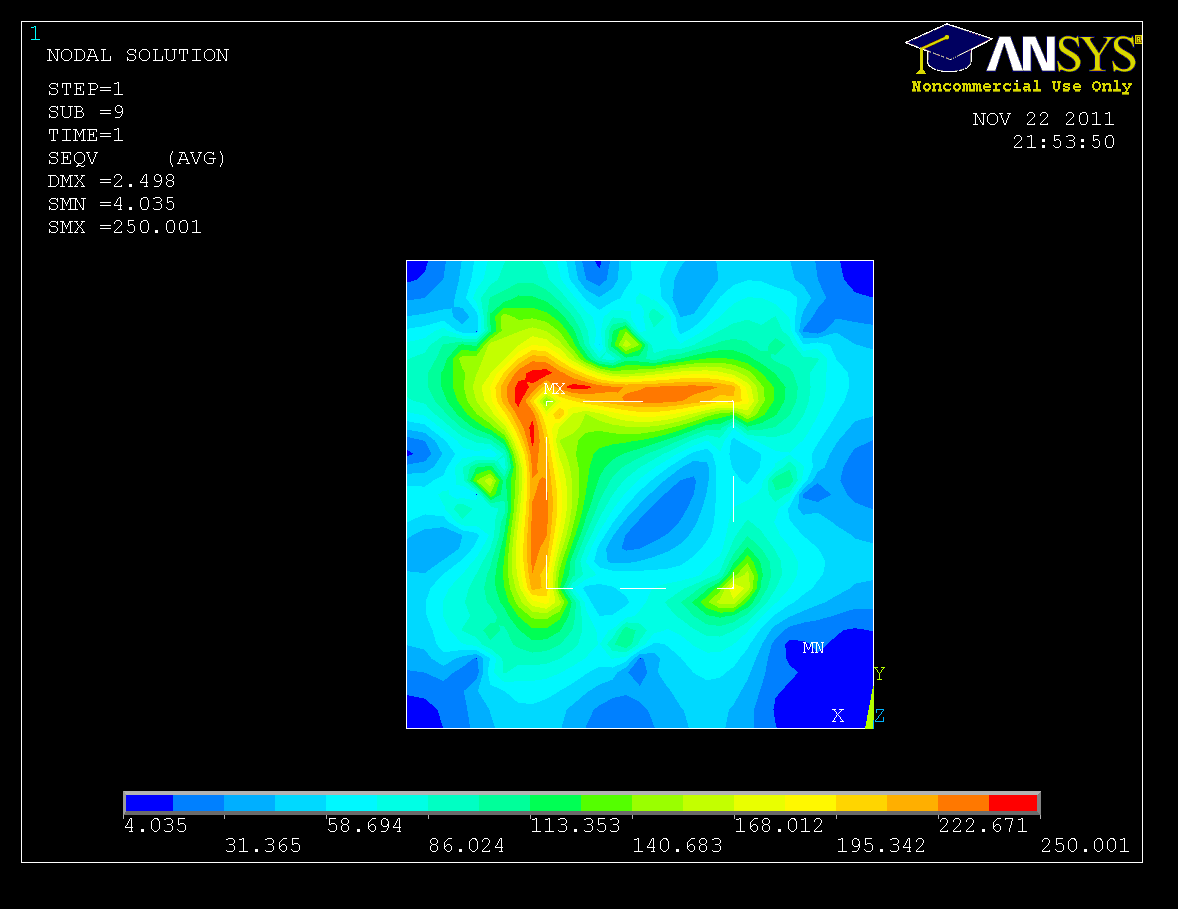 1
NODAL SOLUTION
STEP=1
SUB =9
TIME=1
SEQV (AVG)
DMX =2.498
SMN =4.035
SMX =250.001
ANSYS®
Noncommercial Use Only
NOV 22 2011
21:53:50
MX
MN
Y
X
Z
4.035 58.694 113.353 168.012 222.671
31.365 86.024 140.683 195.342 250.001